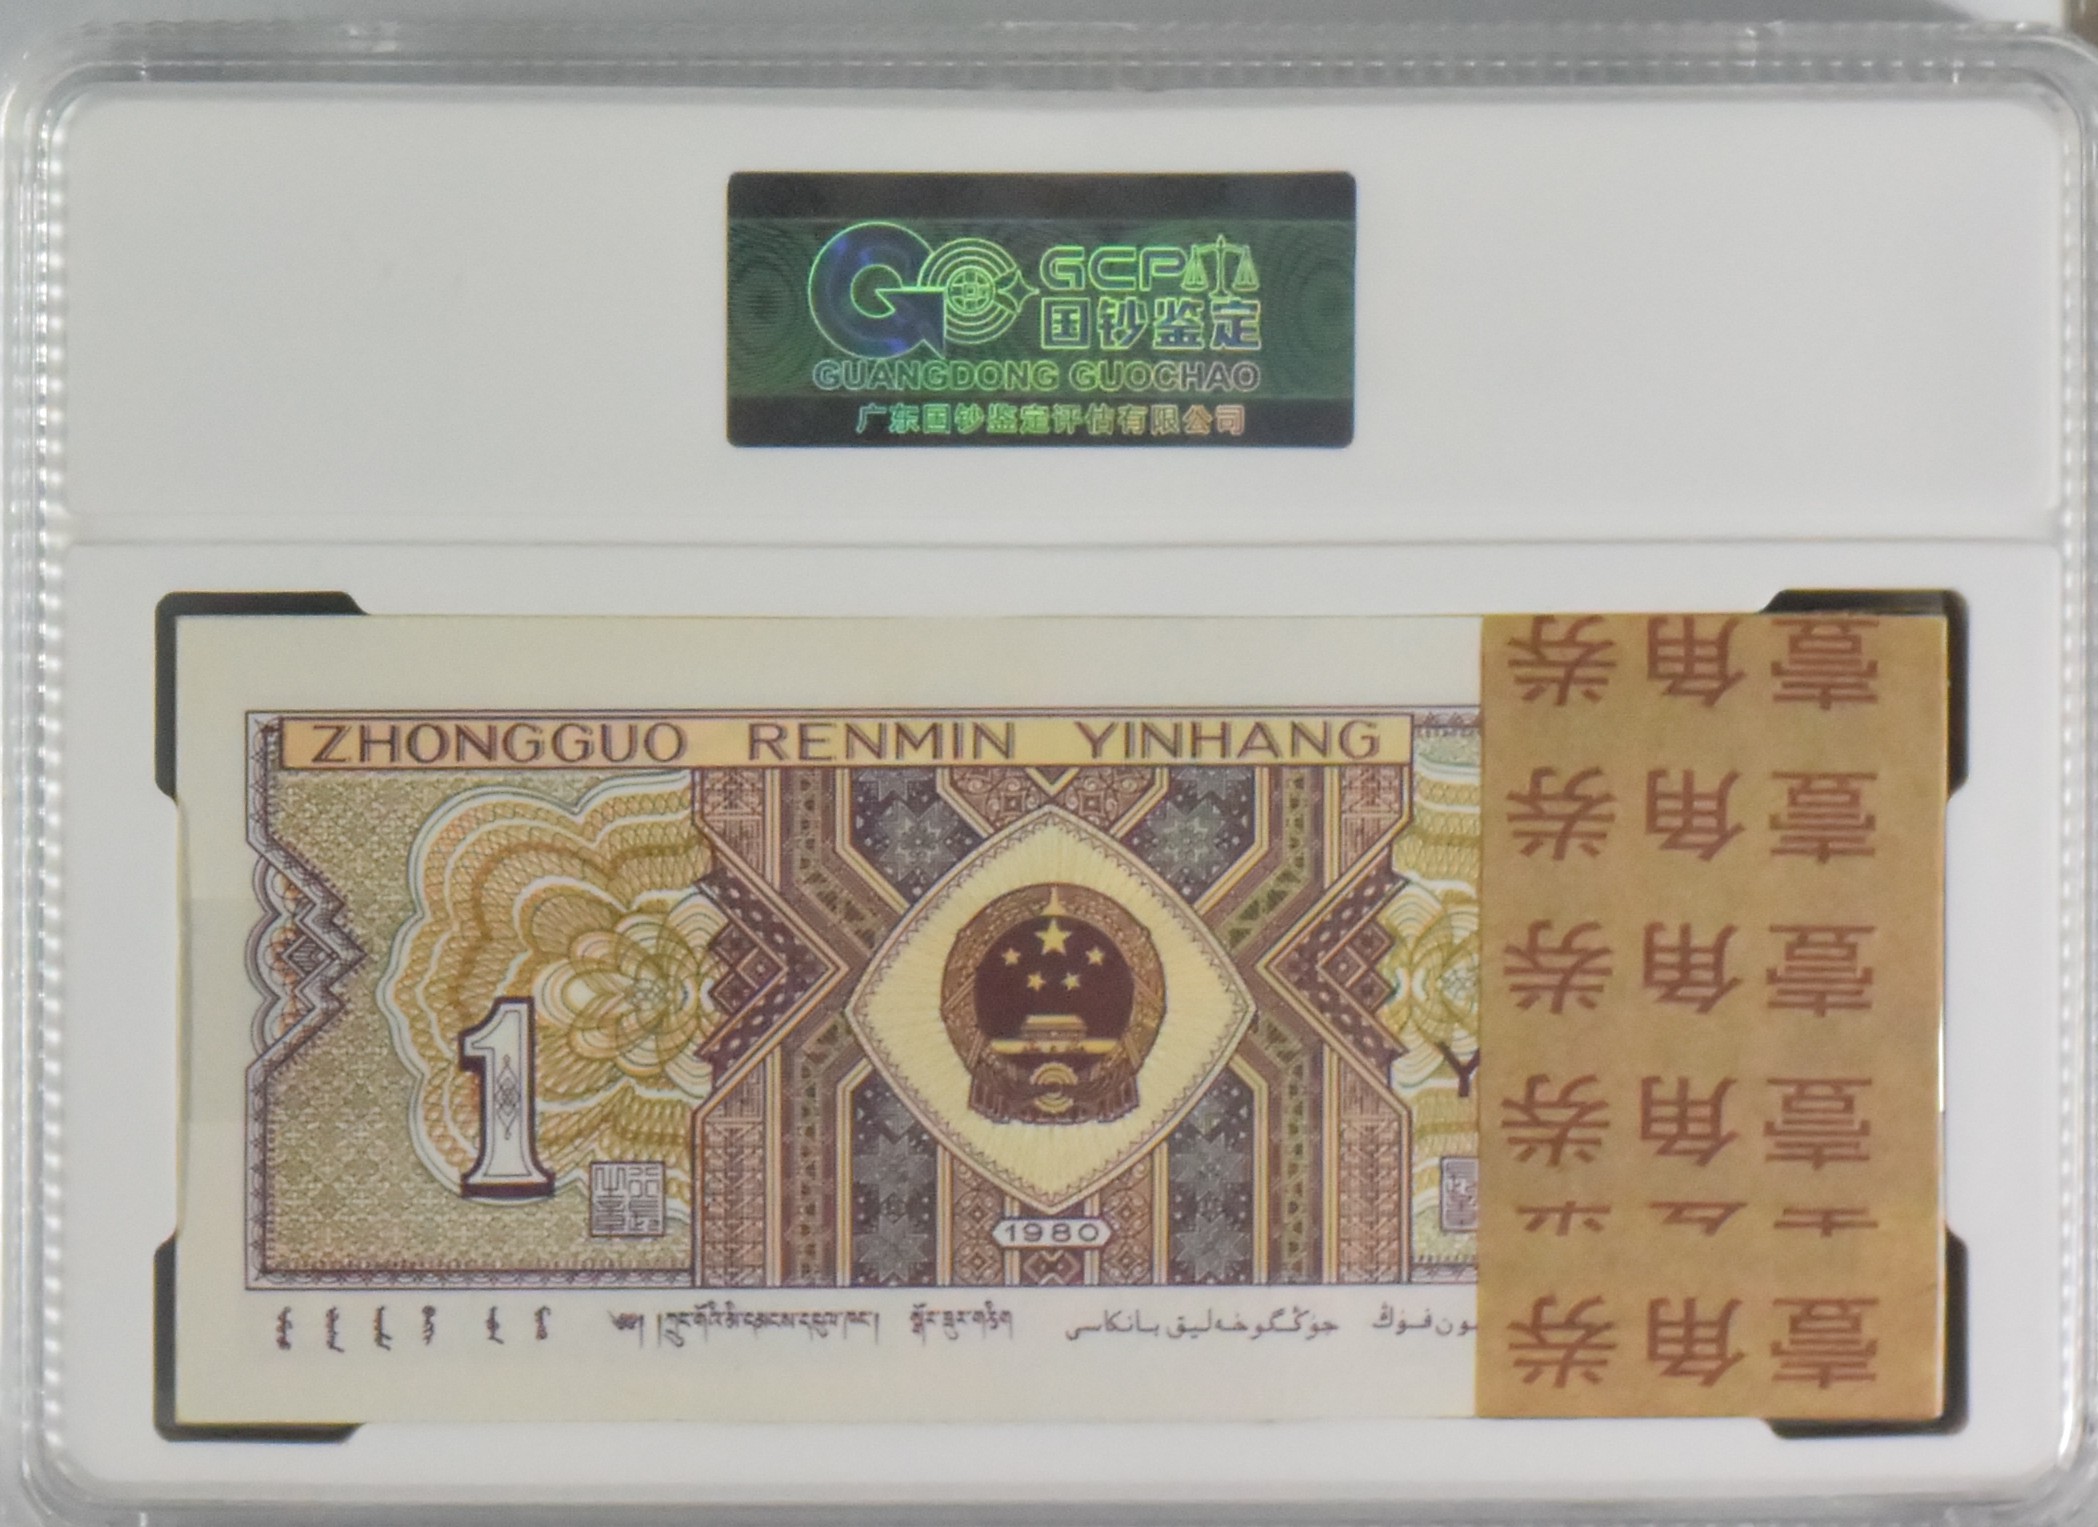 GCP
国钞鉴定
GUANGDONG GUOCHAO
广东国钞鉴定评估有限公司
ZHONGGUO RENMIN YINHANG
1
Y
1980
جۇڭگوخەلىق بانكاسى
壹角券
壹角券
壹角券
壹角券
壹角券